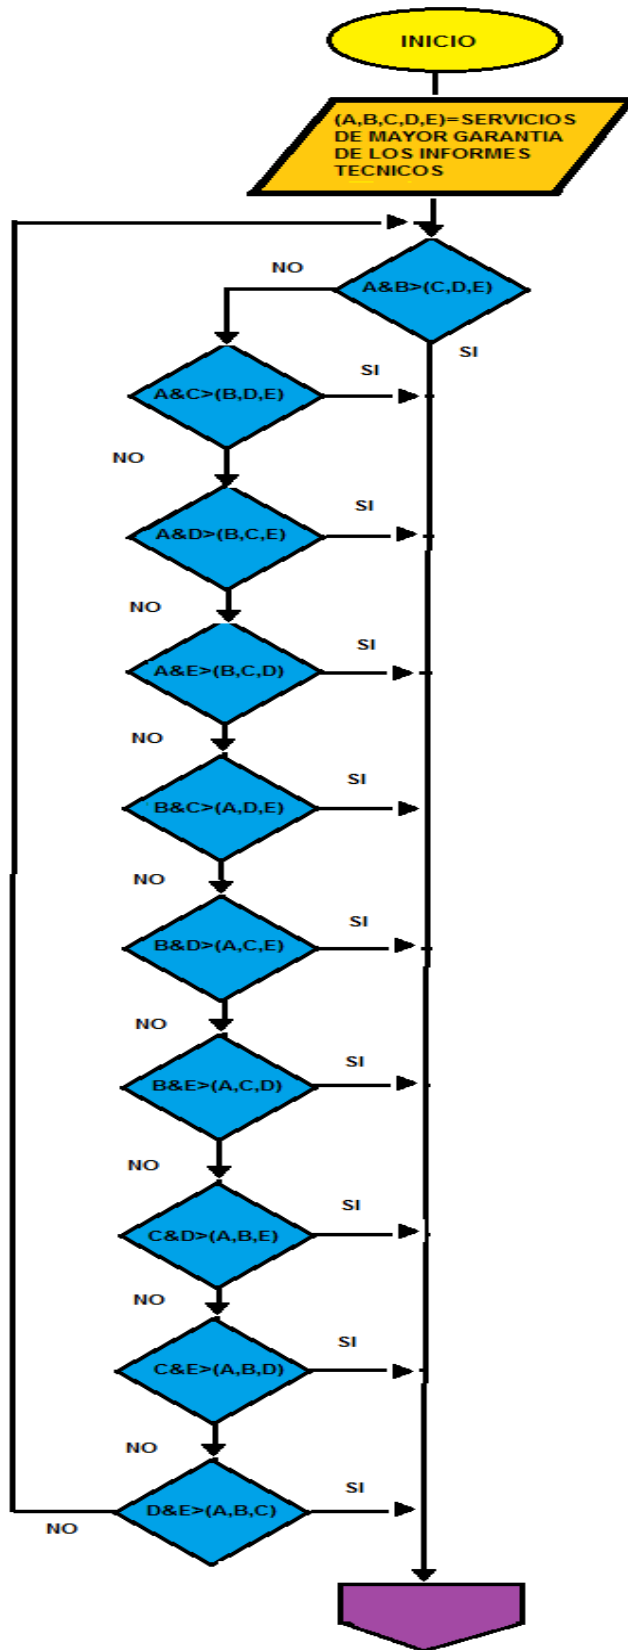 INICIO
(A,B,C,D,E)=SERVICIOS
DE MAYOR GARANTIA
DE LOS INFORMES
TECNICOS
A&B>(C,D,E)
NO
SI
A&C>(B,D,E)
SI
NO
A&D>(B,C,E)
SI
NO
A&E>(B,C,D)
SI
NO
B&C>(A,D,E)
SI
NO
B&D>(A,C,E)
SI
NO
B&E>(A,C,D)
SI
NO
C&D>(A,B,E)
SI
NO
C&E>(A,B,D)
SI
NO
D&E>(A,B,C)
SI
NO